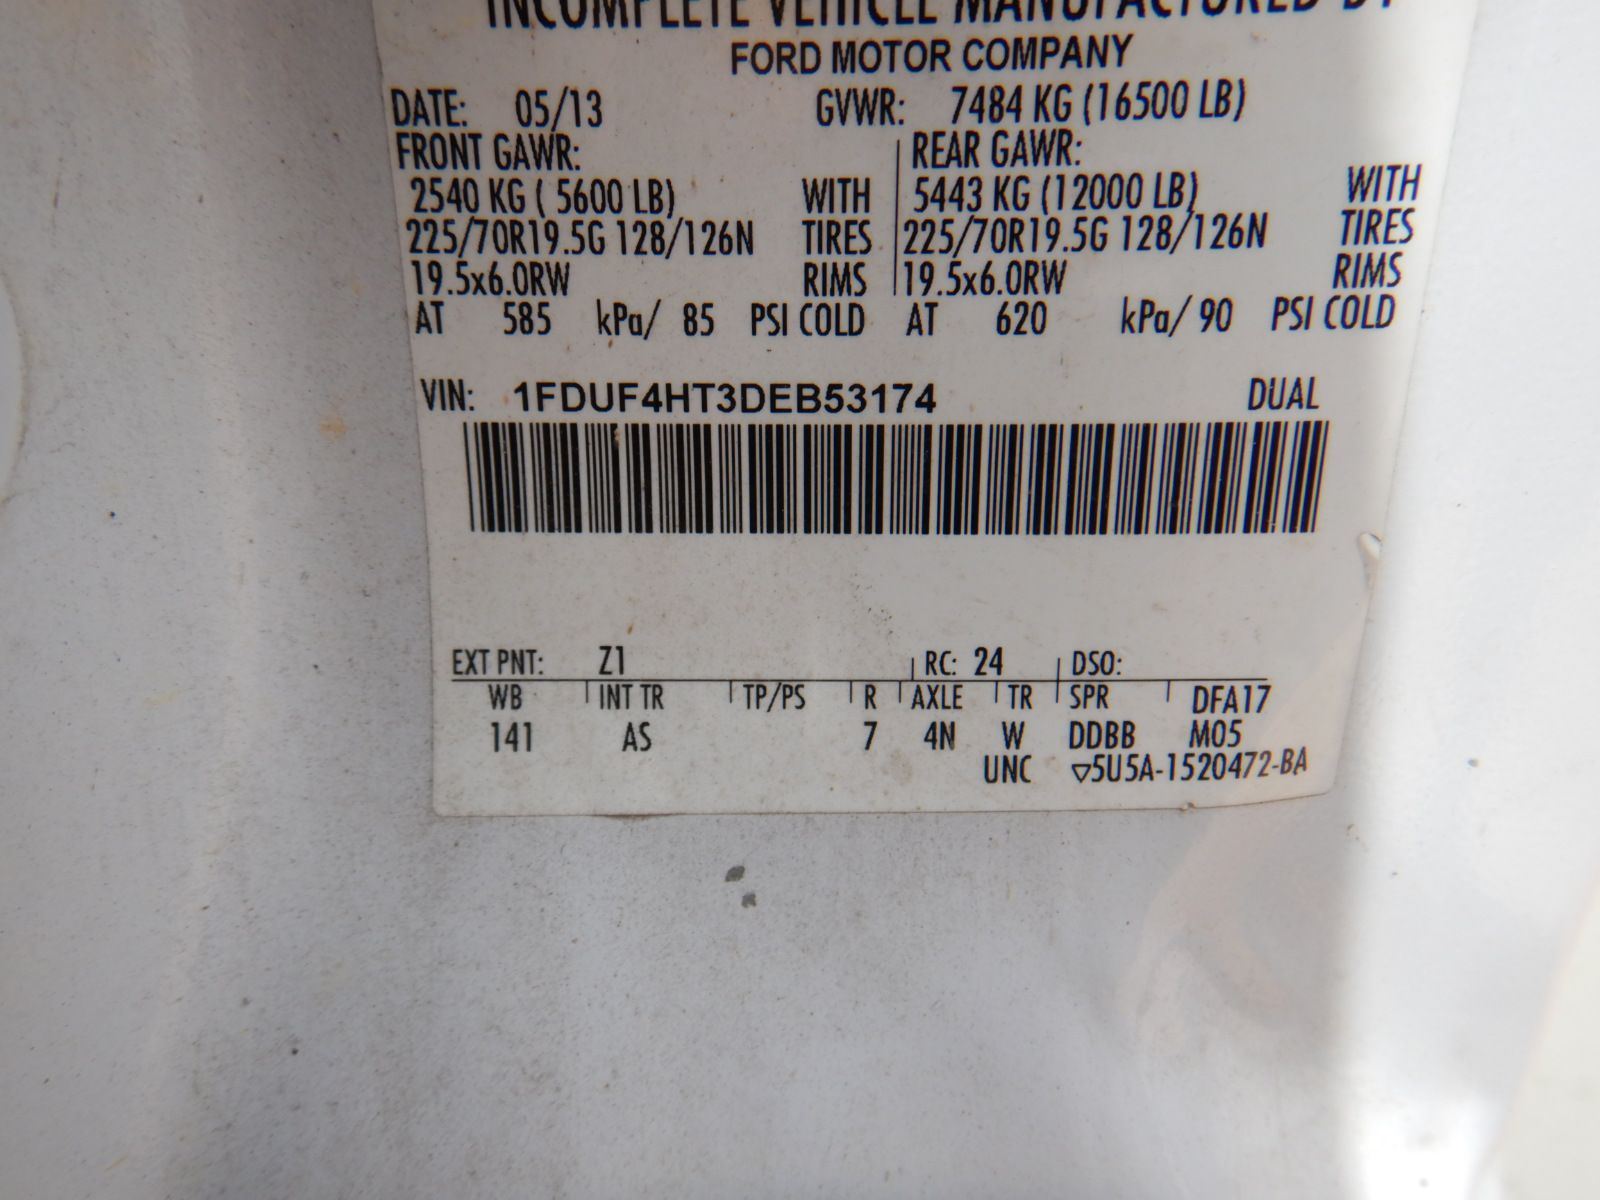 INCOMPLETE VEHICLE MANUFACTURED BY
FORD MOTOR COMPANY
DATE: 05/13 GVWR: 7484 KG (16500 LB)
FRONT GAWR: REAR GAWR:
2540 KG ( 5600 LB) WITH 5443 KG (12000 LB) WITH
225/70R19.5G 128/126N TIRES 225/70R19.5G 128/126N TIRES
19.5x6.0RW RIMS 19.5x6.0RW RIMS
AT 585 kPa/ 85 PSI COLD AT 620 kPa/ 90 PSI COLD
VIN: 1FDUF4HT3DEB53174 DUAL
EXT PNT: Z1 RC: 24 DSO:
WB INT TR TP/PS R AXLE TR SPR DFA17
141 AS 7 4N W DDBB M05
UNC ▽5U5A-1520472-BA